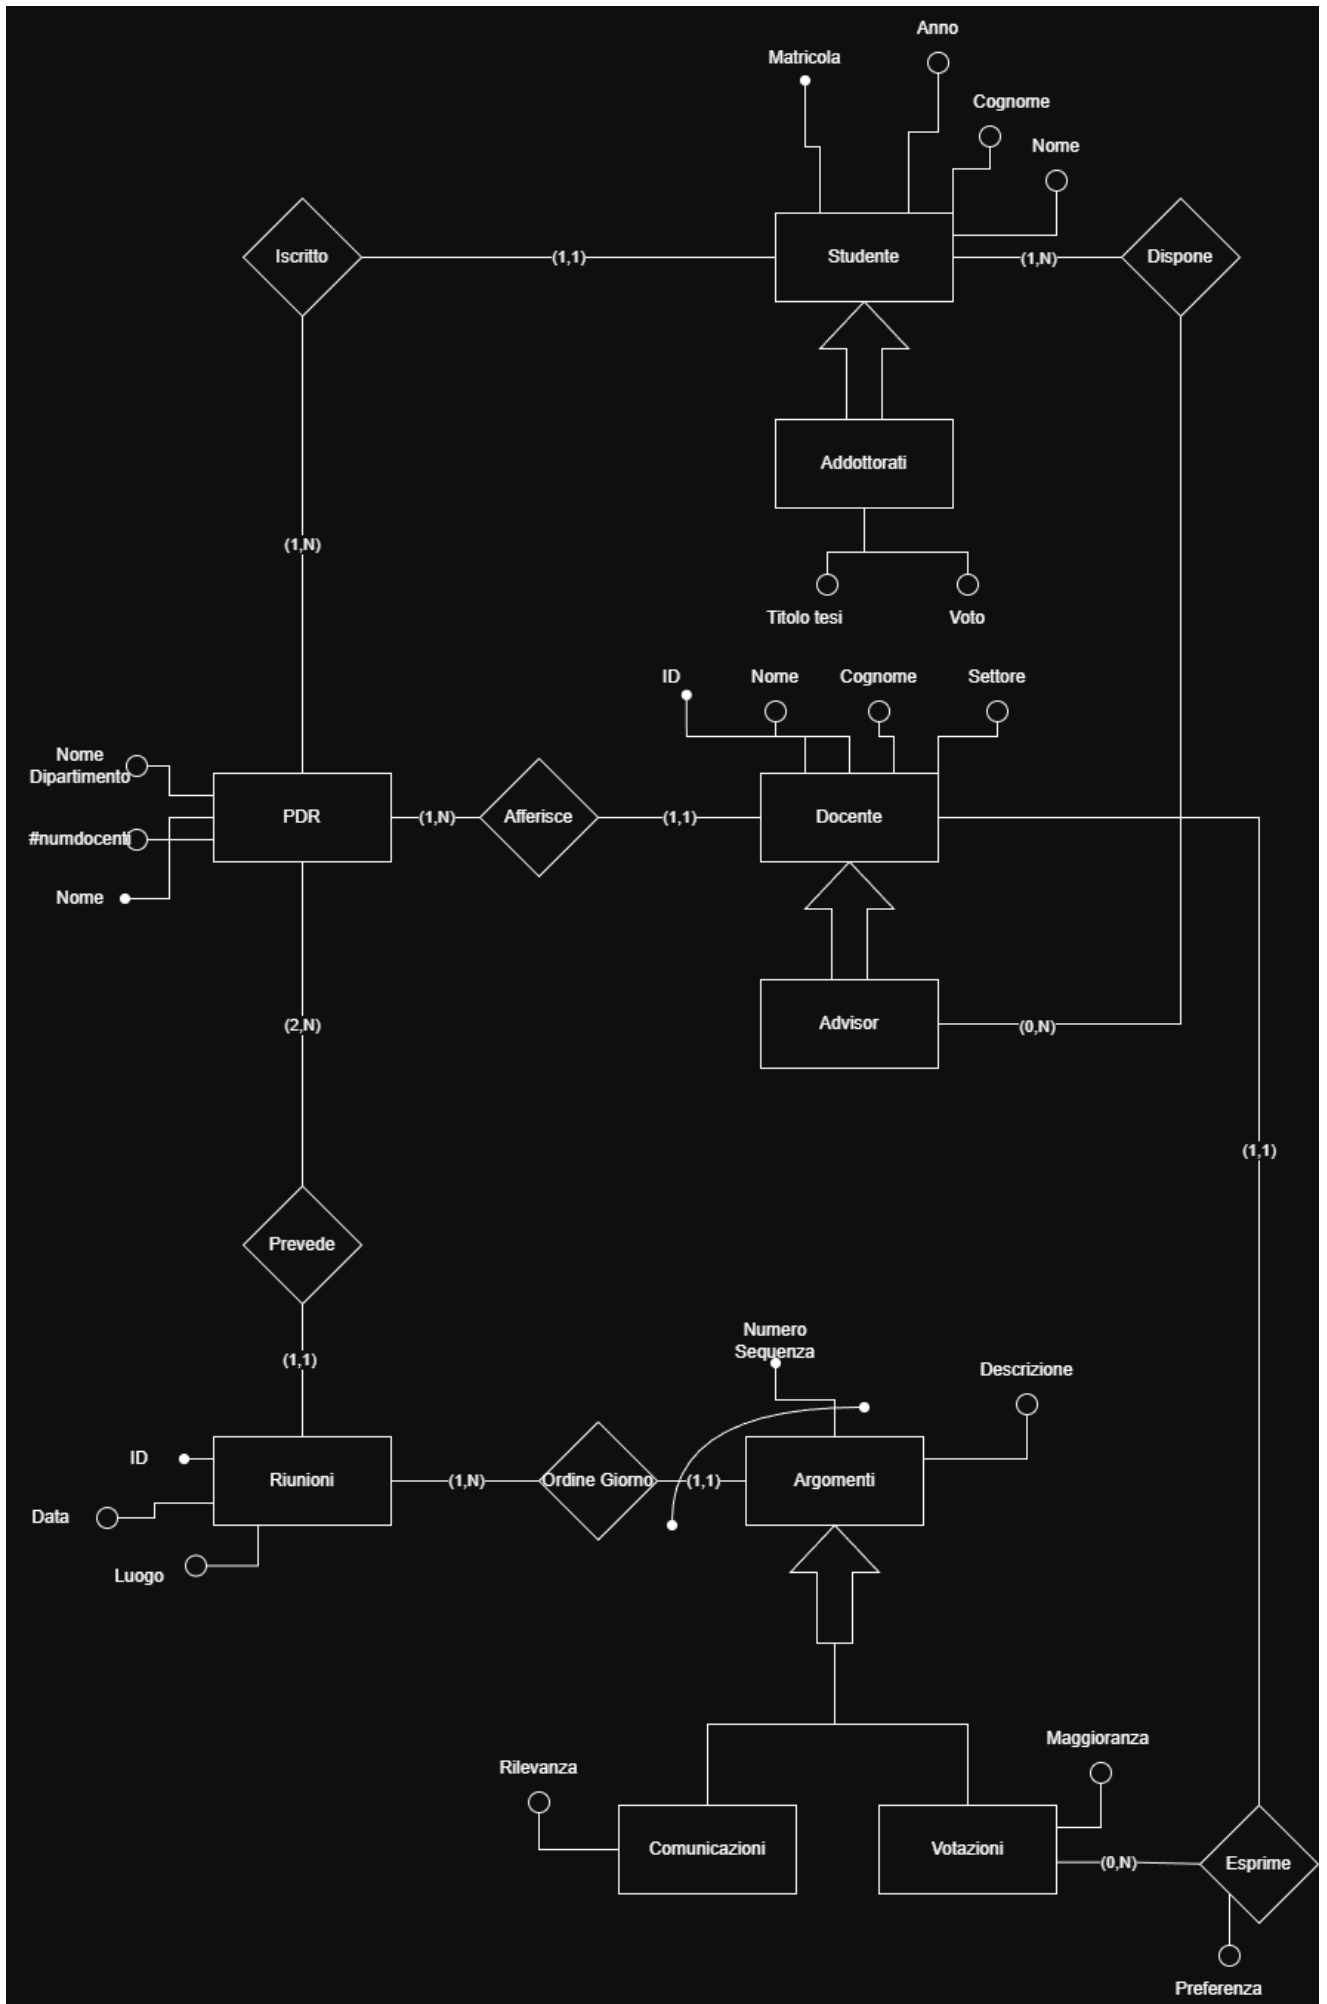 Anno
Matricola
Cognome
Nome
Iscritto
(1,1)
Studente
(1,N)
Dispone
Addottorati
(1,N)
Titolo tesi
Voto
ID
Nome
Cognome
Settore
Nome
Dipartimento
PDR
(1,N)
Afferisce
(1,1)
Docente
#numdocenti
Nome
Advisor
(0,N)
(2,N)
(1,1)
Prevede
Numero
Sequenza
(1,1)
Descrizione
ID
Riunioni
(1,N)
Ordine Giorno
(1,1)
Argomenti
Data
Luogo
Maggioranza
Rilevanza
Comunicazioni
Votazioni
(0,N)
Esprime
Preferenza